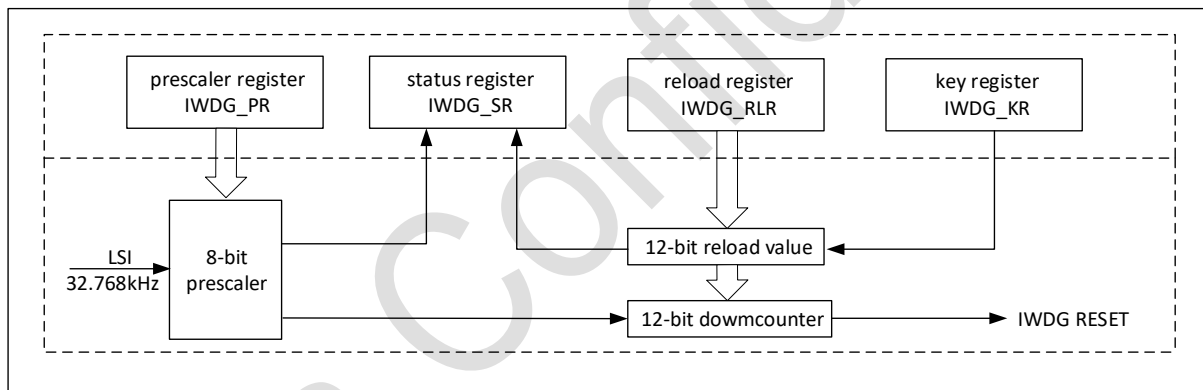 prescaler register
IWDG_PR
status register
IWDG_SR
reload register
IWDG_RLR
key register
IWDG_KR
LSI
32.768kHz
8-bit
prescaler
12-bit reload value
12-bit dowmcounter
IWDG RESET